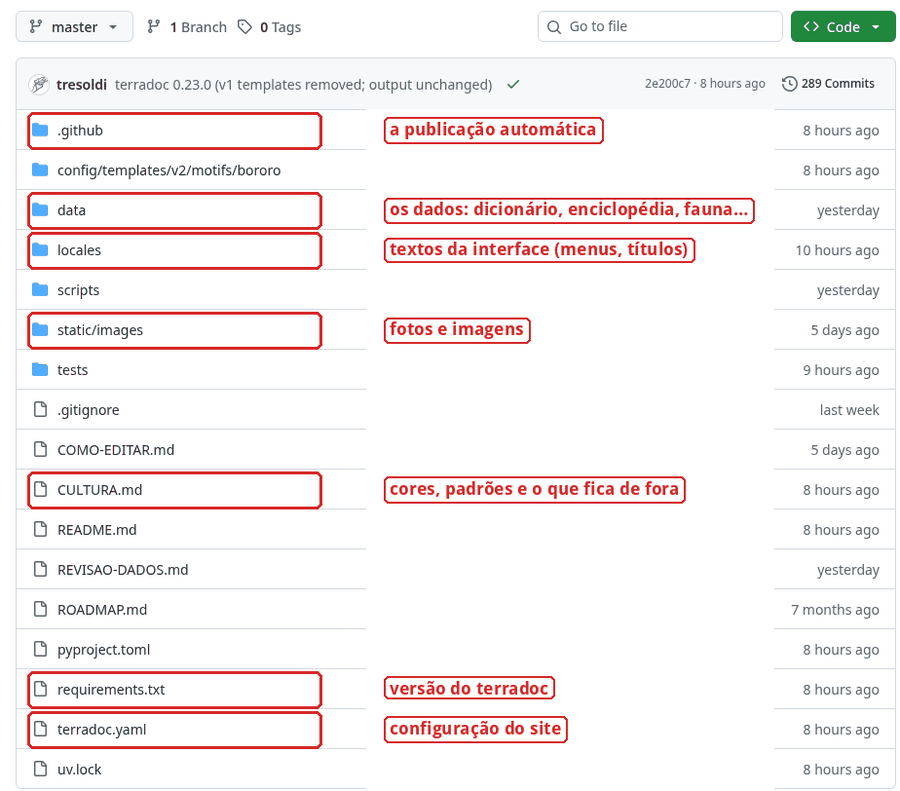 master 1 Branch 0 Tags Go to file Code
tresoldi terradoc 0.23.0 (v1 templates removed; output unchanged) 2e200c7 · 8 hours ago 289 Commits
.github a publicação automática 8 hours ago
config/templates/v2/motifs/bororo 8 hours ago
data os dados: dicionário, enciclopédia, fauna... yesterday
locales textos da interface (menus, títulos) 10 hours ago
scripts yesterday
static/images fotos e imagens 5 days ago
tests 9 hours ago
.gitignore last week
COMO-EDITAR.md 5 days ago
CULTURA.md cores, padrões e o que fica de fora 8 hours ago
README.md 8 hours ago
REVISAO-DADOS.md yesterday
ROADMAP.md 7 months ago
pyproject.toml 8 hours ago
requirements.txt versão do terradoc 8 hours ago
terradoc.yaml configuração do site 8 hours ago
uv.lock 8 hours ago